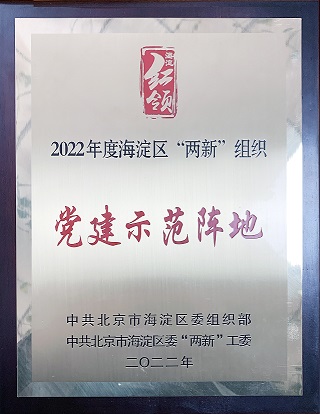 海淀
红领
2022年度海淀区“两新”组织
党建示范阵地
中共北京市海淀区委组织部
中共北京市海淀区委“两新”工委
二〇二二年